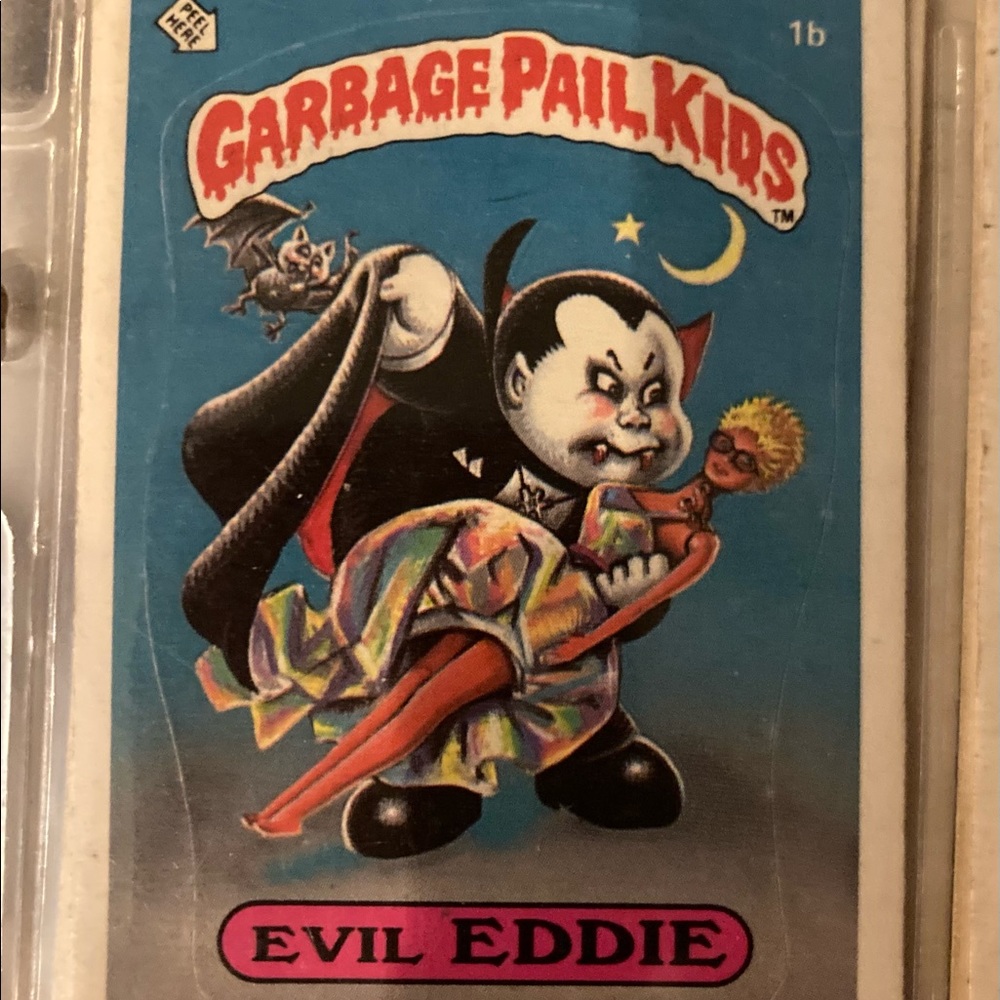 PEEL
HERE
1b
GARBAGE PAIL KIDS
TM
EVIL EDDIE